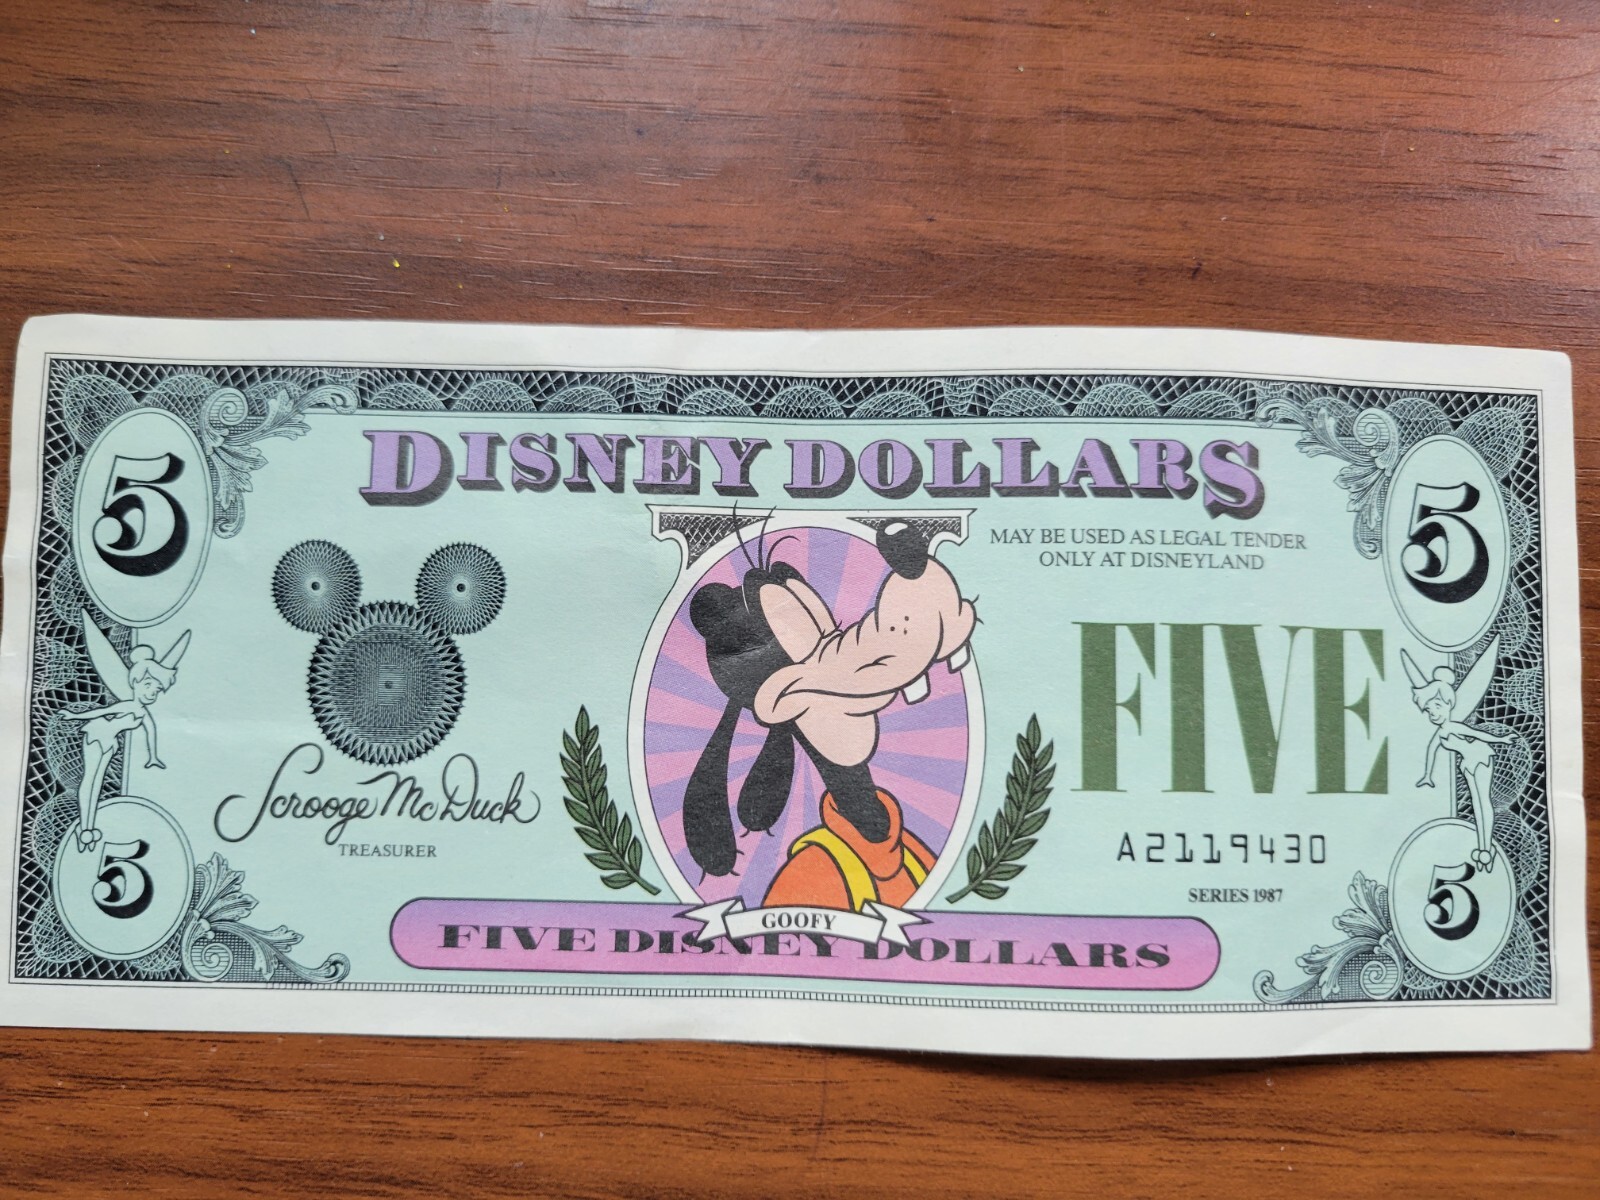 DISNEY DOLLARS
5
5
MAY BE USED AS LEGAL TENDER
ONLY AT DISNEYLAND
FIVE
Scrooge McDuck
TREASURER
A2119430
SERIES 1987
5
5
GOOFY
FIVE DISNEY DOLLARS